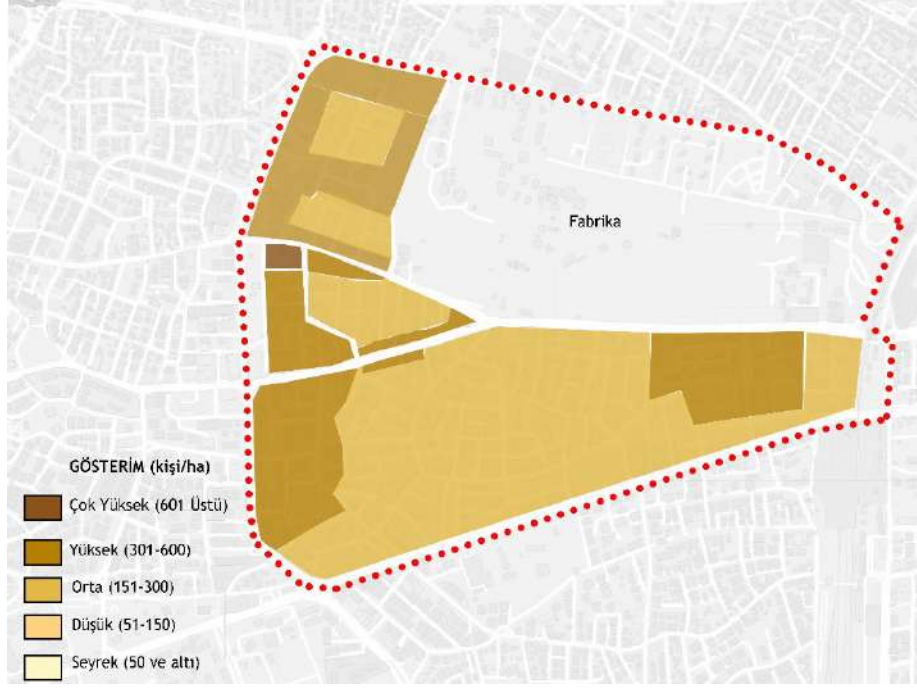 Fabrika
GÖSTERİM (kişi/ha)
Çok Yüksek (601 Üstü)
Yüksek (301-600)
Orta (151-300)
Düşük (51-150)
Seyrek (50 ve altı)